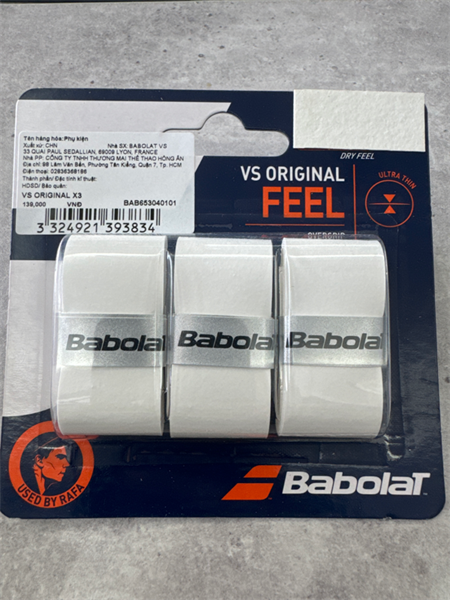 Tên hàng hóa: Phụ kiện
Xuất xứ: CHN Nhà SX: BABOLAT VS
33 QUAI PAUL SEDALLIAN, 69009 LYON, FRANCE
Nhà PP: CÔNG TY TNHH THƯƠNG MẠI THỂ THAO HỒNG ÂN
Địa chỉ: 98 Lâm Văn Bền, Phường Tân Kiểng, Quận 7, Tp. HCM
Điện thoại: 02836368186
Thành phần/ Đặc tính kĩ thuật:
HDSD/ Bảo quản:
VS ORIGINAL X3
139,000 VNĐ BAB653040101
3 324921 393834
DRY FEEL
VS ORIGINAL
FEEL
OVERGRIP
ULTRA THIN
Babolat
Babolat
Babolat
USED BY RAFA
Babolat